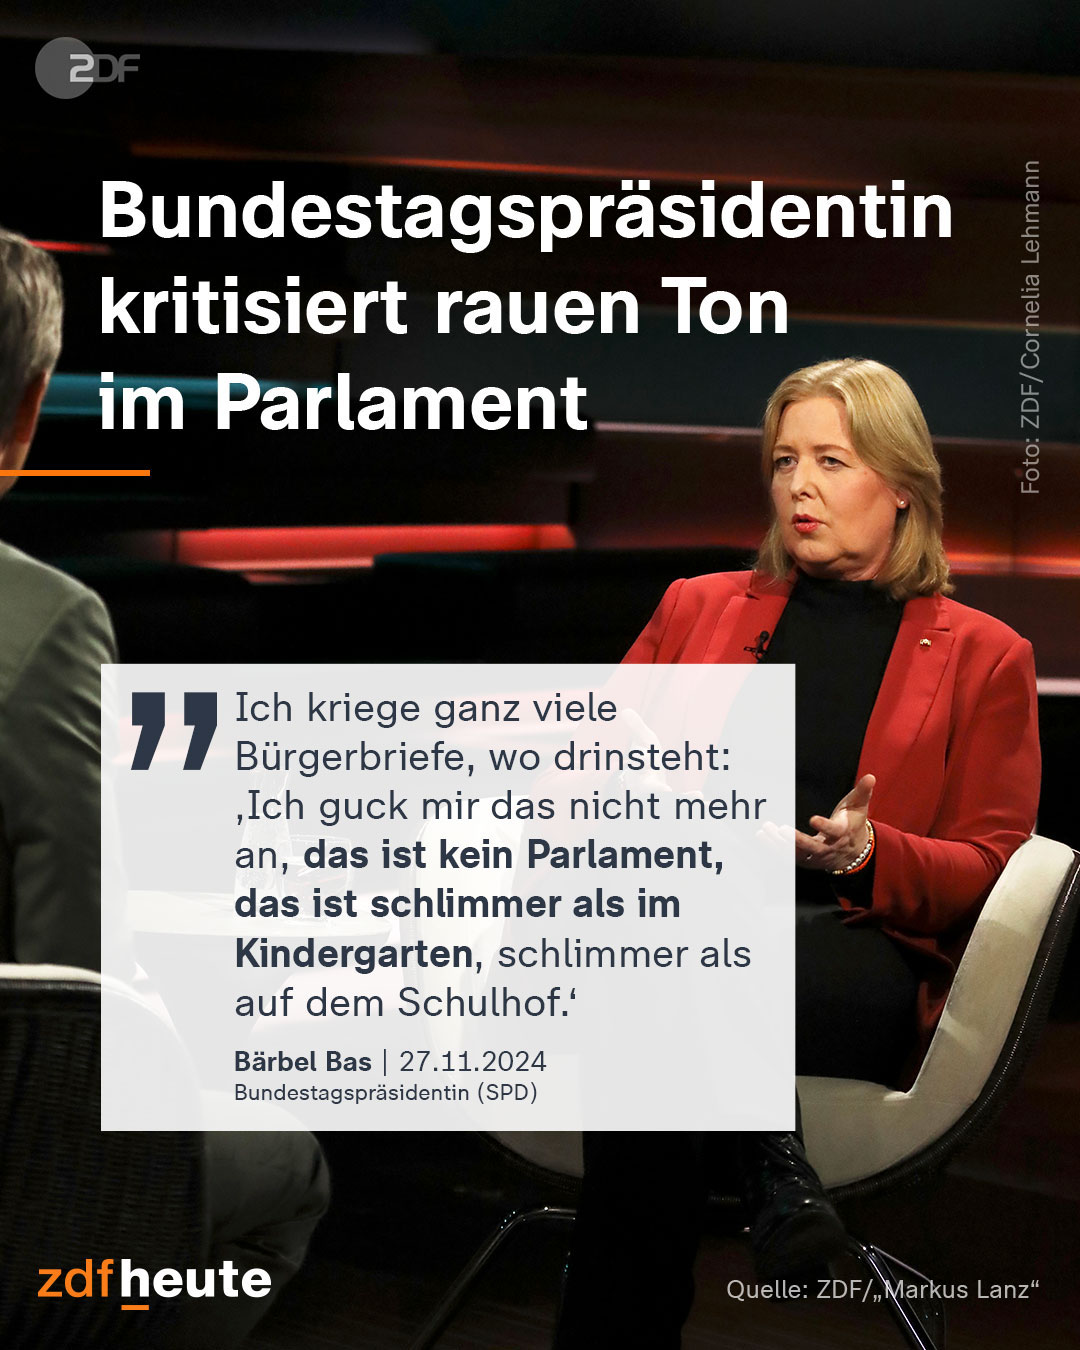 ZDF
Bundestagspräsidentin
kritisiert rauen Ton
im Parlament
Foto: ZDF/Cornelia Lehmann
” Ich kriege ganz viele
Bürgerbriefe, wo drinsteht:
‚Ich guck mir das nicht mehr
an, das ist kein Parlament,
das ist schlimmer als im
Kindergarten, schlimmer als
auf dem Schulhof.‘
Bärbel Bas | 27.11.2024
Bundestagspräsidentin (SPD)
zdfheute
Quelle: ZDF/„Markus Lanz“